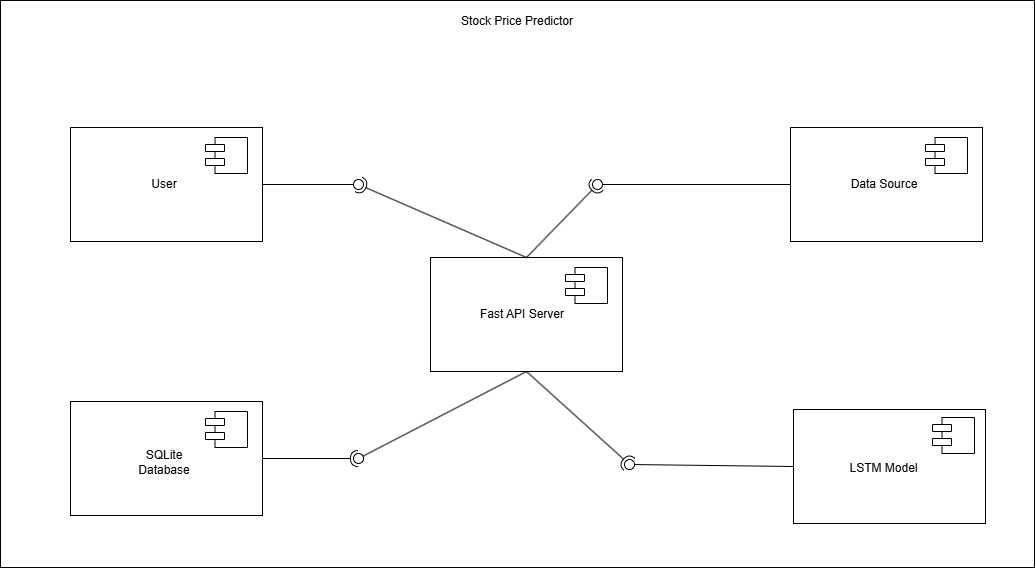 Stock Price Predictor
User
Data Source
Fast API Server
SQLite
Database
LSTM Model